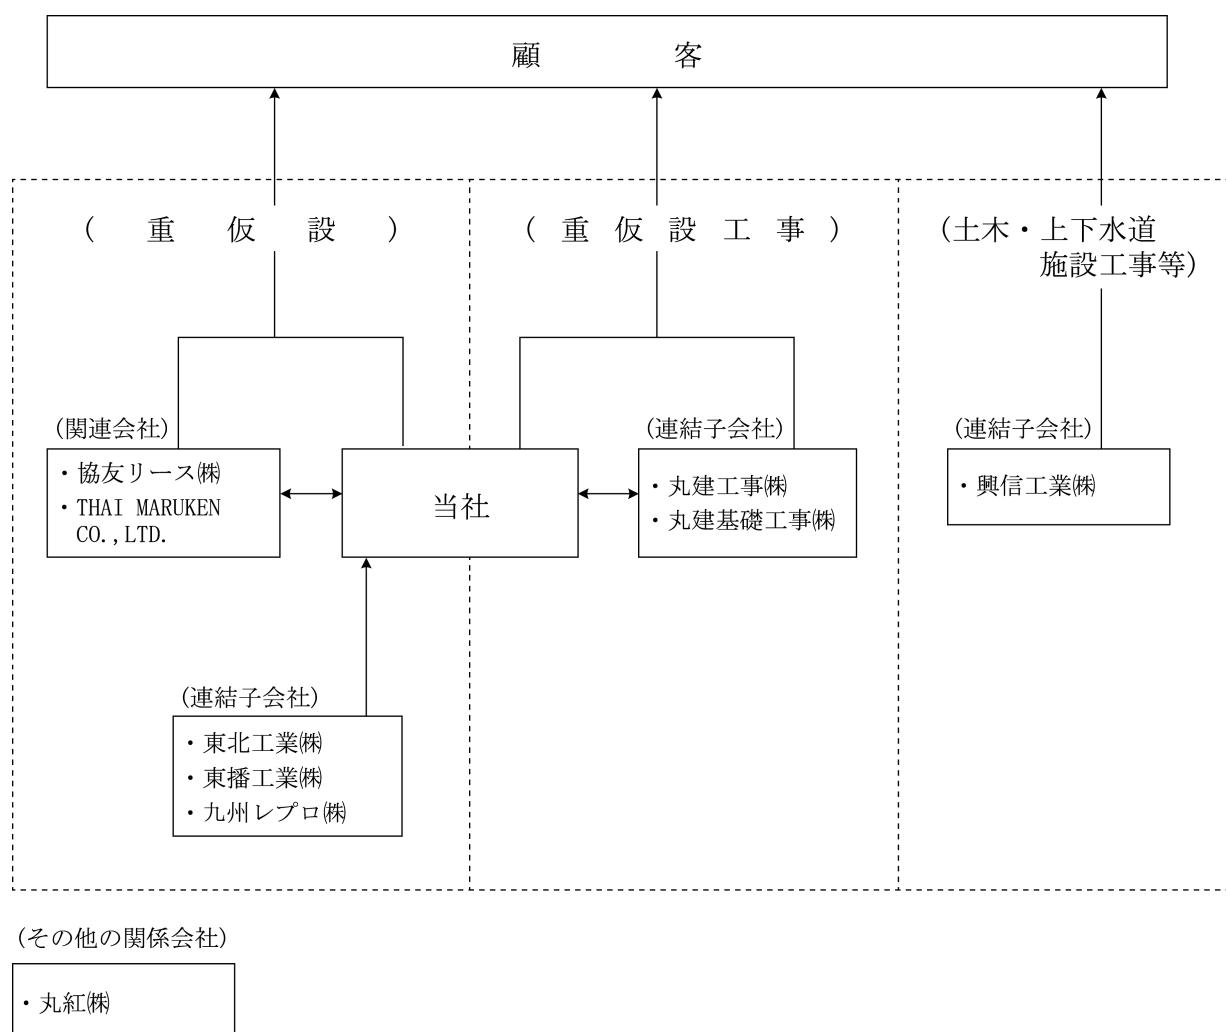 顧客
(重仮設)
(重仮設工事)
(土木・上下水道
施設工事等)
(関連会社)
・協友リース㈱
・THAI MARUKEN
CO.,LTD.
当社
(連結子会社)
・丸建工事㈱
・丸建基礎工事㈱
(連結子会社)
・興信工業㈱
(連結子会社)
・東北工業㈱
・東播工業㈱
・九州レプロ㈱
(その他の関係会社)
・丸紅㈱